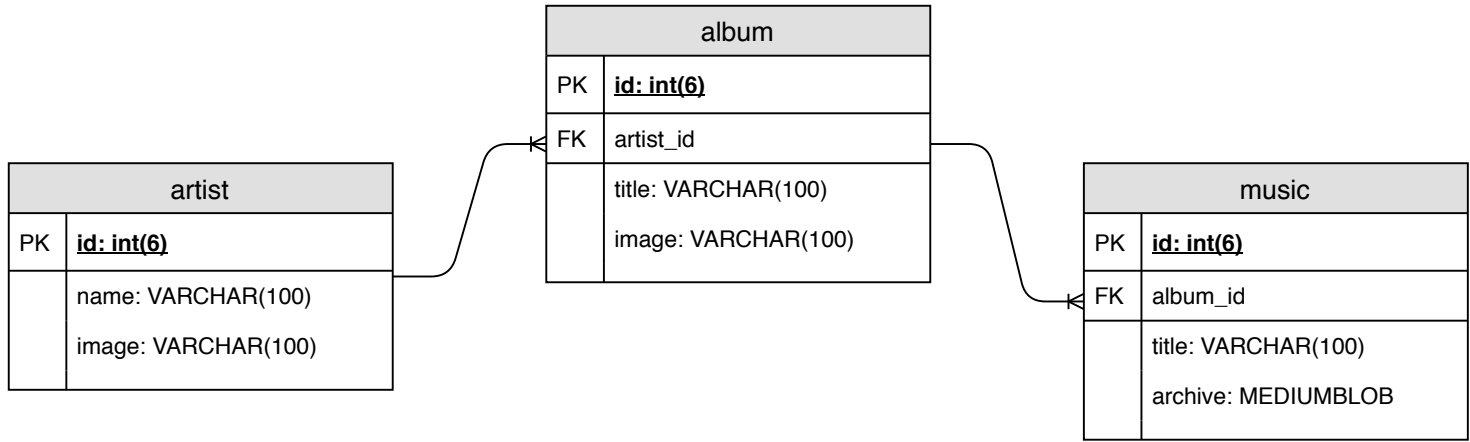 artist
PK id: int(6)
name: VARCHAR(100)
image: VARCHAR(100)
album
PK id: int(6)
FK artist_id
title: VARCHAR(100)
image: VARCHAR(100)
music
PK id: int(6)
FK album_id
title: VARCHAR(100)
archive: MEDIUMBLOB